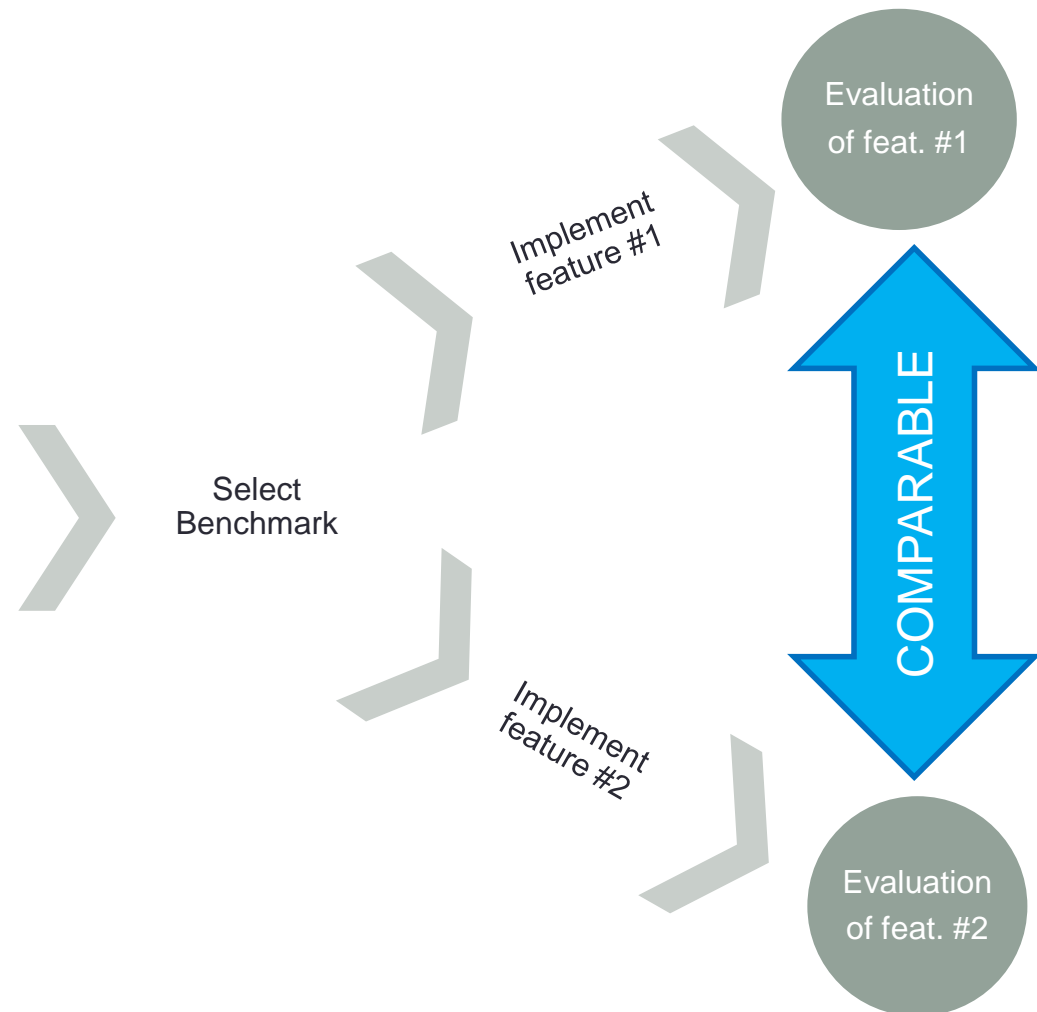 Select
Benchmark
Implement
feature #1
Evaluation
of feat. #1
COMPARABLE
Implement
feature #2
Evaluation
of feat. #2